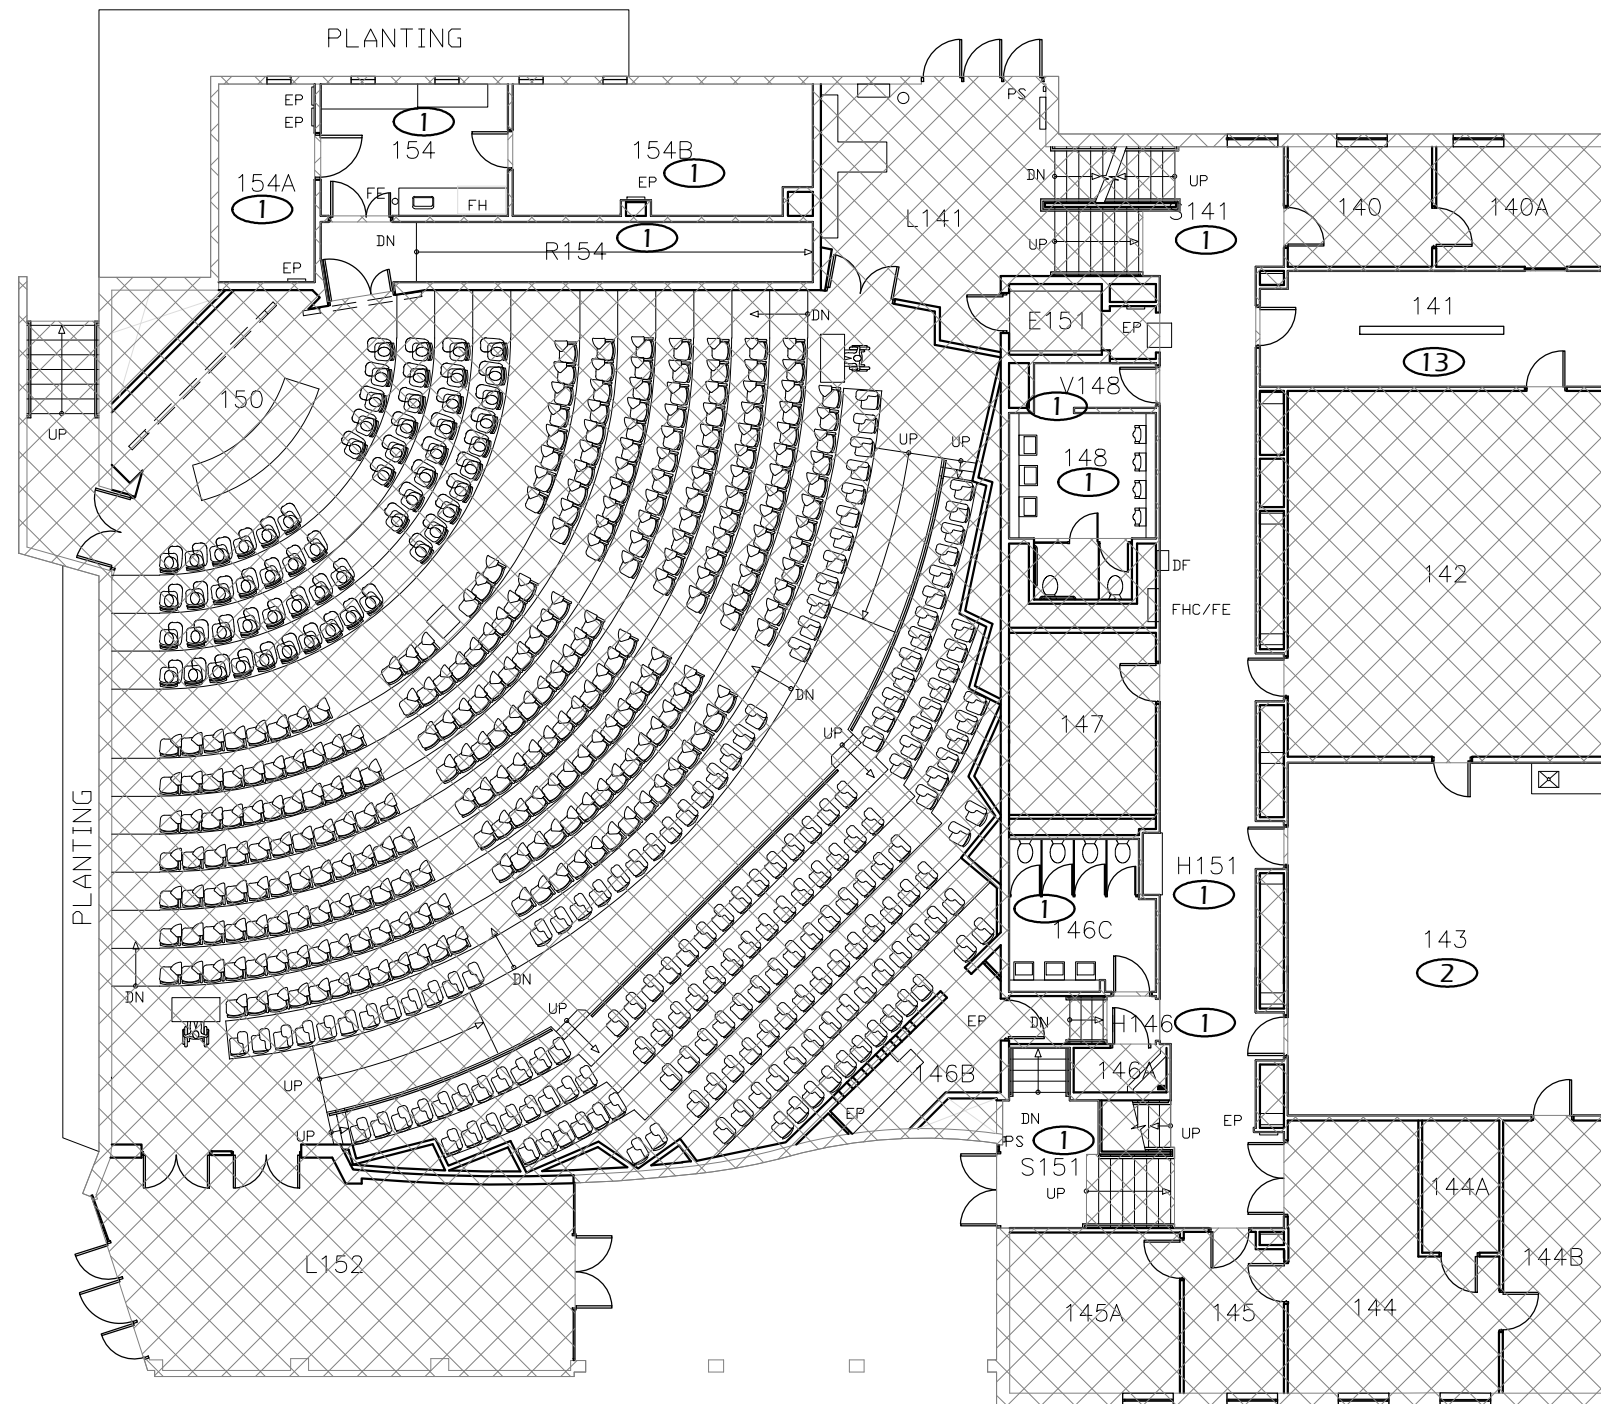 PLANTING
EP
EP
1
154
154A
1
154B
EP
1
FE
FH
DN
R154
1
EP
PS
DN
UP
S141
1
L141
UP
140
140A
141
13
E151
EP
DN
V148
1
150
UP
148
1
UP
UP
DF
FHC/FE
142
DN
147
UP
PLANTING
H151
1
1
146C
143
2
DN
DN
UP
EP
DN
H146
1
UP
146B
146A
EP
DN
EP
UP
PS
1
UP
S151
UP
144A
L152
144B
145A
145
144